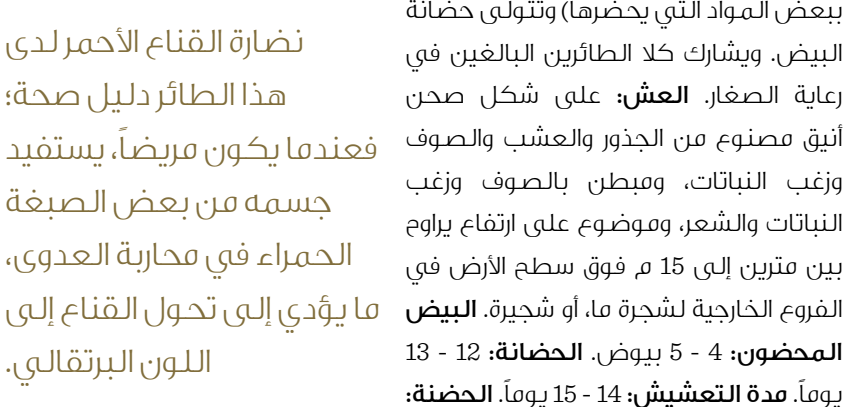 ببعض المواد التي يحضرها) وتتولى حضانة
البيض. ويشارك كلا الطائرين البالغين في
رعاية الصغار. العش: على شكل صحن
أنيق مصنوع من الجذور والعشب والصوف
وزغب النباتات، ومبطن بالصوف وزغب
النباتات والشعر، وموضوع على ارتفاع يراوح
بين مترين إلى 15 م فوق سطح الأرض في
الفروع الخارجية لشجرة ما، أو شجيرة. البيض
المحضون: 4 - 5 بيوض. الحضانة: 12 - 13
يوماً. مدة التعشيش: 14 - 15 يوماً. الحضنة:
نضارة القناع الأحمر لدى
هذا الطائر دليل صحة؛
فعندما يكون مريضاً، يستفيد
جسمه من بعض الصبغة
الحمراء في محاربة العدوى،
ما يؤدي إلى تحول القناع إلى
اللون البرتقالي.